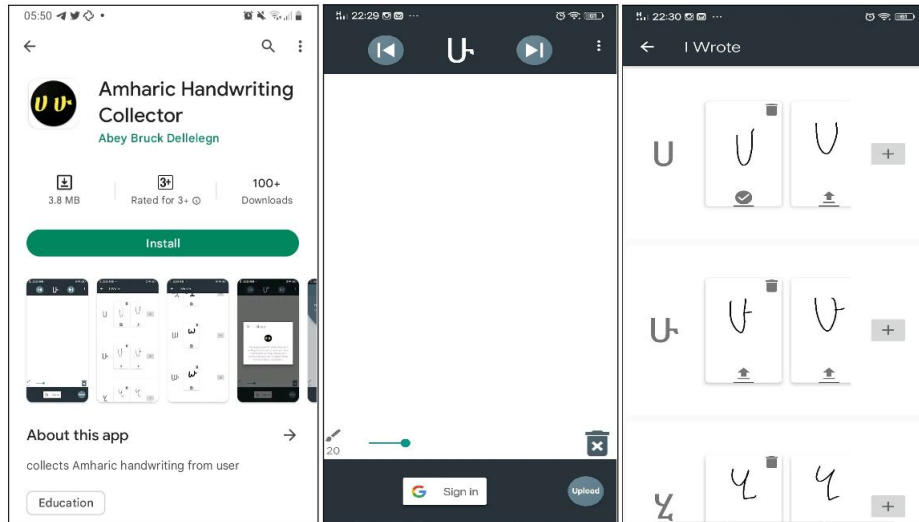 05:50
Amharic Handwriting
Collector
Abey Bruck Dellelegn
3.8 MB
3+
Rated for 3+
100+
Downloads
Install
About this app
collects Amharic handwriting from user
Education
22:29
ሁ
20
Sign in
Upload
22:30
I Wrote
ሀ
ሀ
ሀ
ሁ
ሁ
ሁ
ሂ
ሂ
ሂ